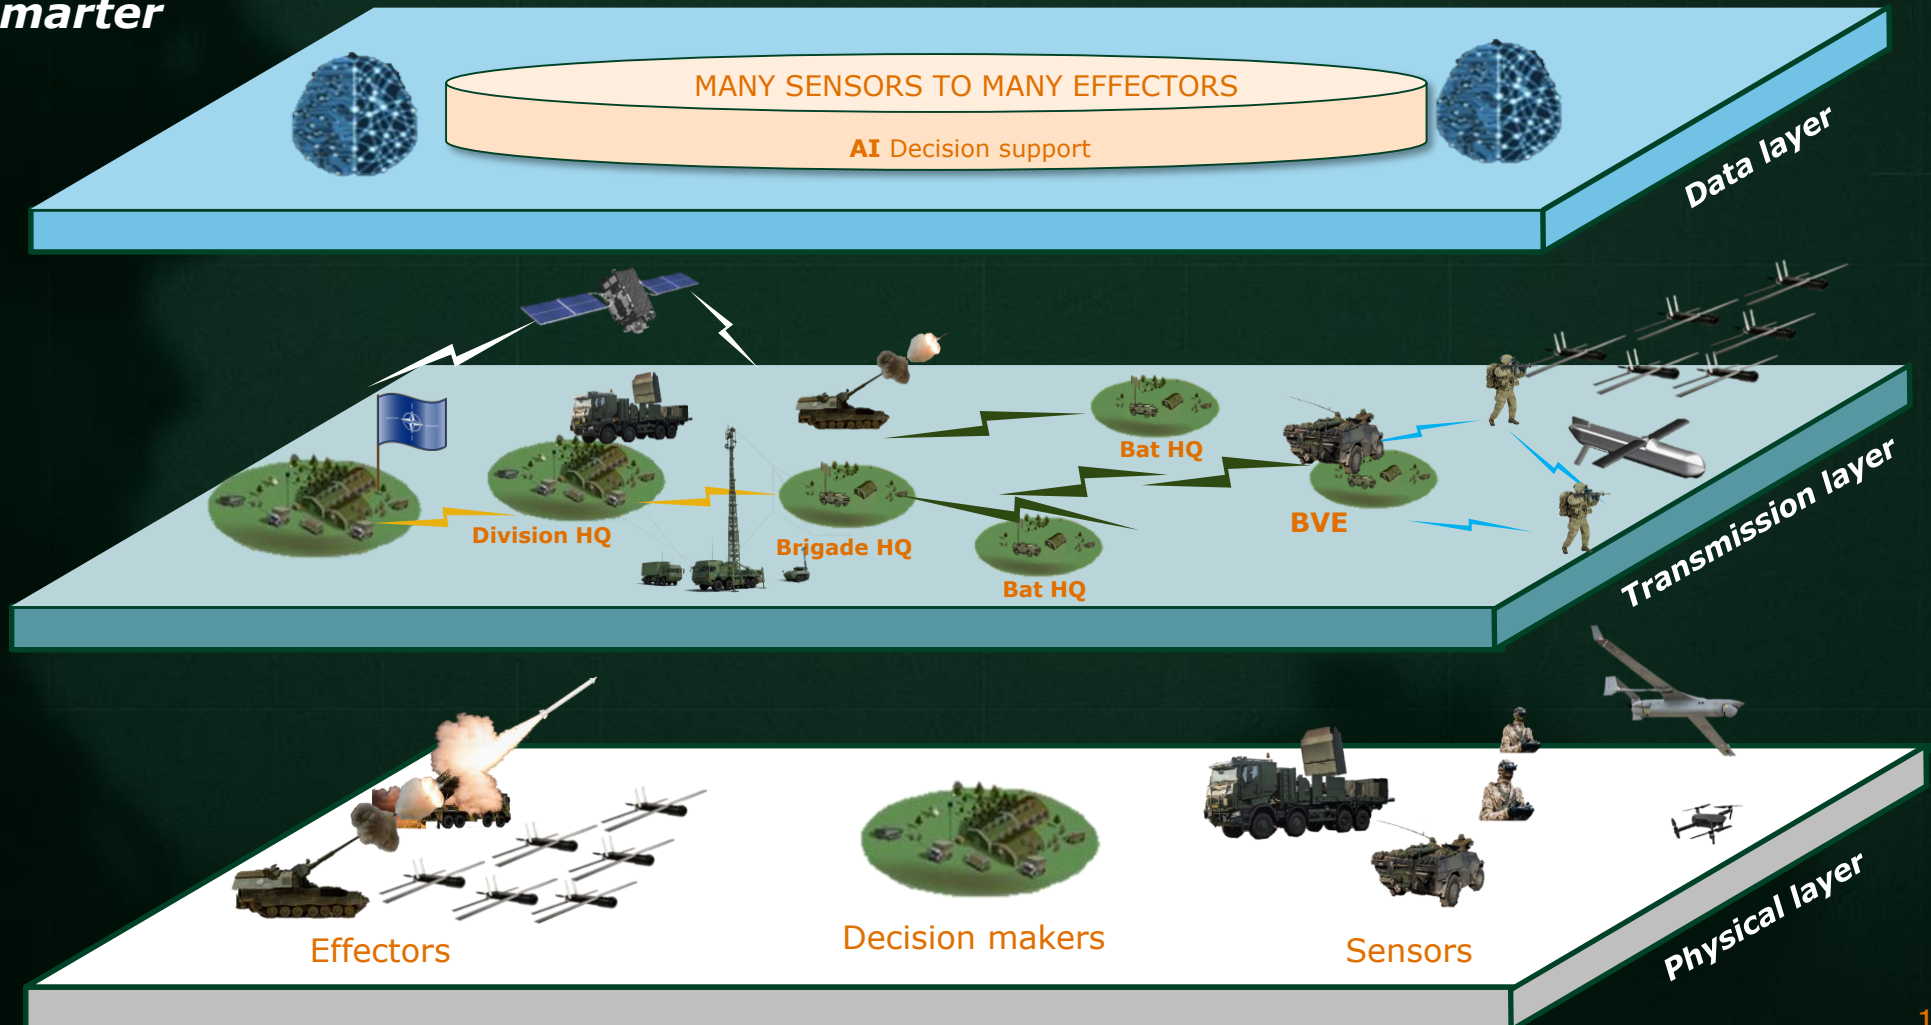 marter
MANY SENSORS TO MANY EFFECTORS
AI Decision support
Data layer
Bat HQ
Division HQ
Brigade HQ
BVE
Bat HQ
Transmission layer
Effectors
Decision makers
Sensors
Physical layer
1